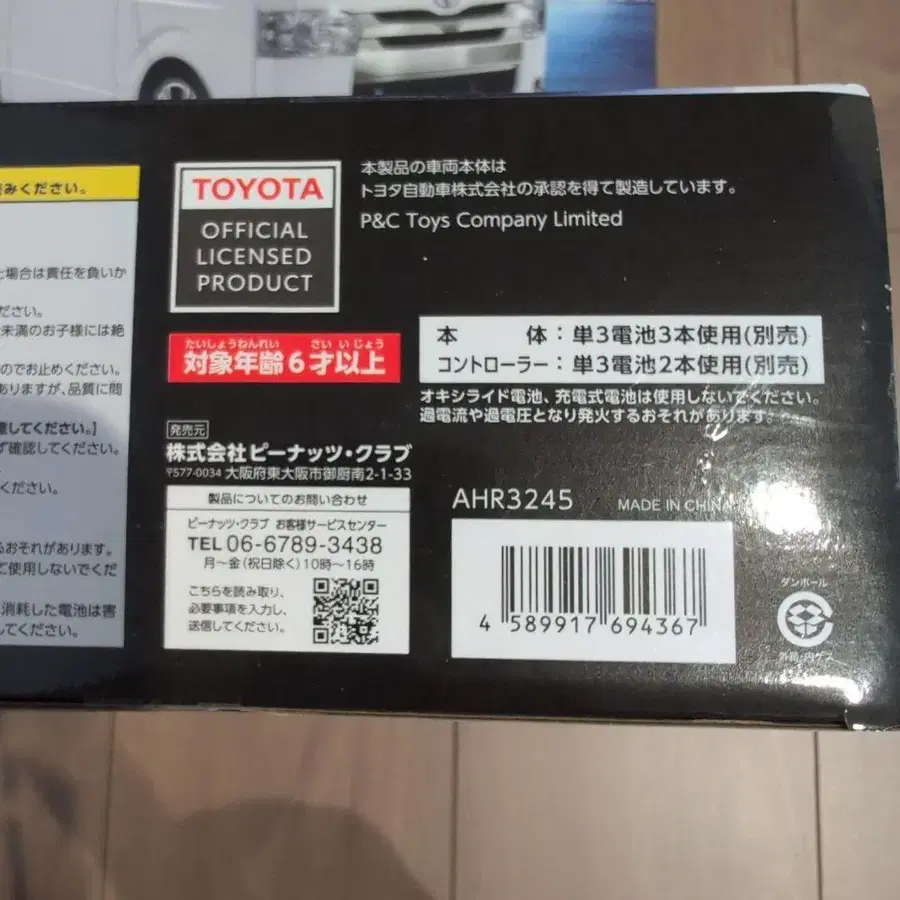 みください。
た場合は責任を負いか
ださい。
未満のお子様には絶
のでお止めください。
ありますが、品質に問
意してください。】
ず確認してください。
ください。
るおそれがあります。
て使用しないでくだ
消耗した電池は害
してください。
TOYOTA
OFFICIAL
LICENSED
PRODUCT
本製品の車両本体は
トヨタ自動車株式会社の承認を得て製造しています。
P&C Toys Company Limited
たいしょうねんれい さい いじょう
対象年齢6才以上
本 体：単3電池3本使用(別売)
コントローラー：単3電池2本使用(別売)
オキシライド電池、充電式電池は使用しないでください。
過電流や過電圧となり発火するおそれがあります。
発売元
株式会社ピーナッツ・クラブ
〒577-0034 大阪府東大阪市御厨南2-1-33
製品についてのお問い合わせ
ピーナッツ・クラブ お客様サービスセンター
TEL 06-6789-3438
月〜金(祝日除く)10時〜16時
こちらを読み取り、
必要事項を入力し、
送信してください。
AHR3245
MADE IN CHINA
4 589917 694367
ダンボール